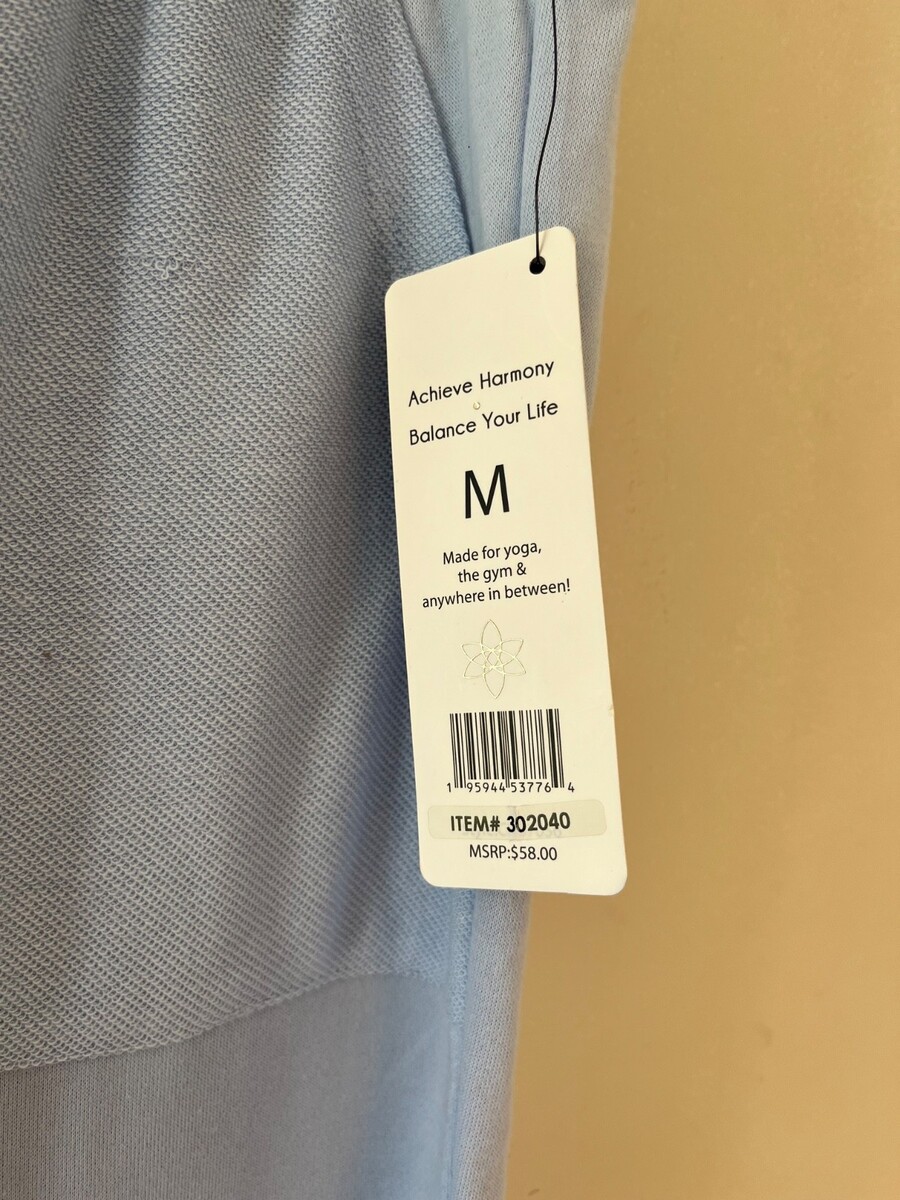 Achieve Harmony
Balance Your Life
M
Made for yoga,
the gym &
anywhere in between!
1 95944 53776 4
ITEM# 302040
MSRP:$58.00